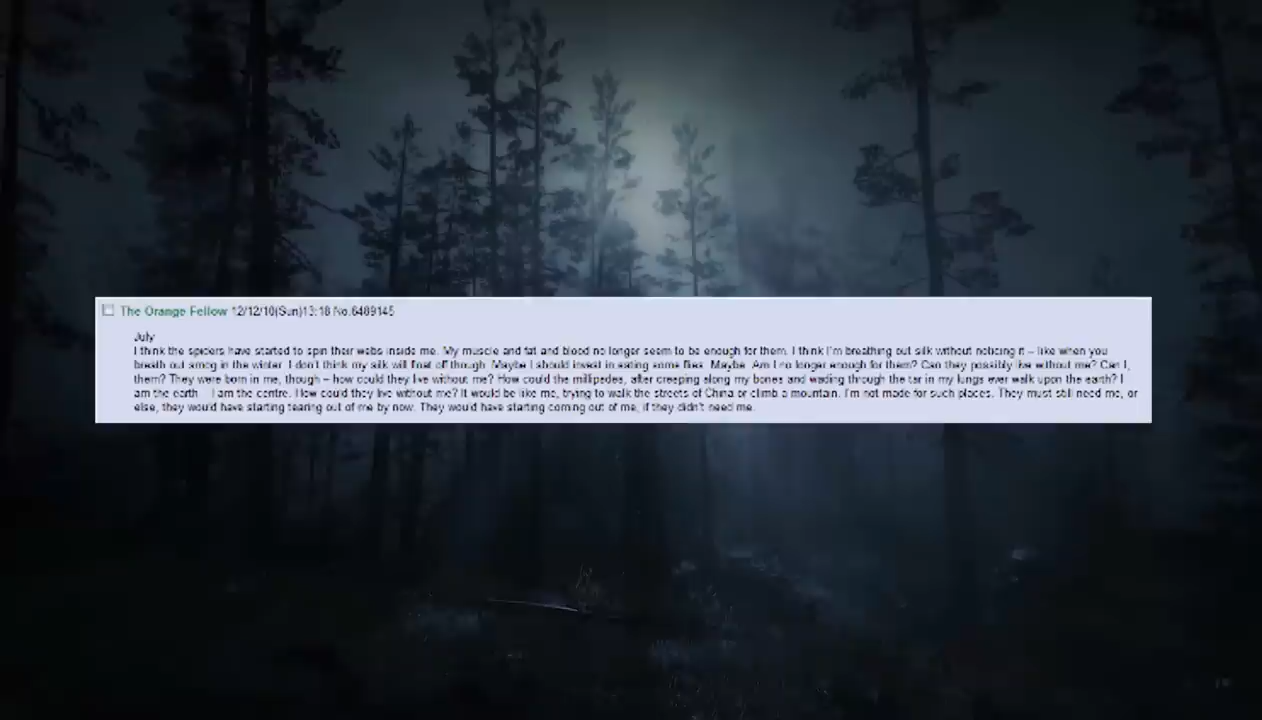 The Orange Fellow 12/12/10(Sun)13:18 No.6489145
July
I think the spiders have started to spin their webs inside me. My muscle and fat and blood no longer seem to be enough for them. I think I'm breathing out silk without noticing it – like when you
breath out smog in the winter. I don't think my silk will float off though. Maybe I should invest in eating some flies. Maybe. Am I no longer enough for them? Can they possibly live without me? Can I,
them? They were born in me, though – how could they live without me? How could the millipedes, after creeping along my bones and wading through the tar in my lungs ever walk upon the earth? I
am the earth – I am the centre. How could they live without me? It would be like me, trying to walk the streets of China or climb a mountain. I'm not made for such places. They must still need me, or
else, they would have starting tearing out of me by now. They would have starting coming out of me, if they didn't need me.